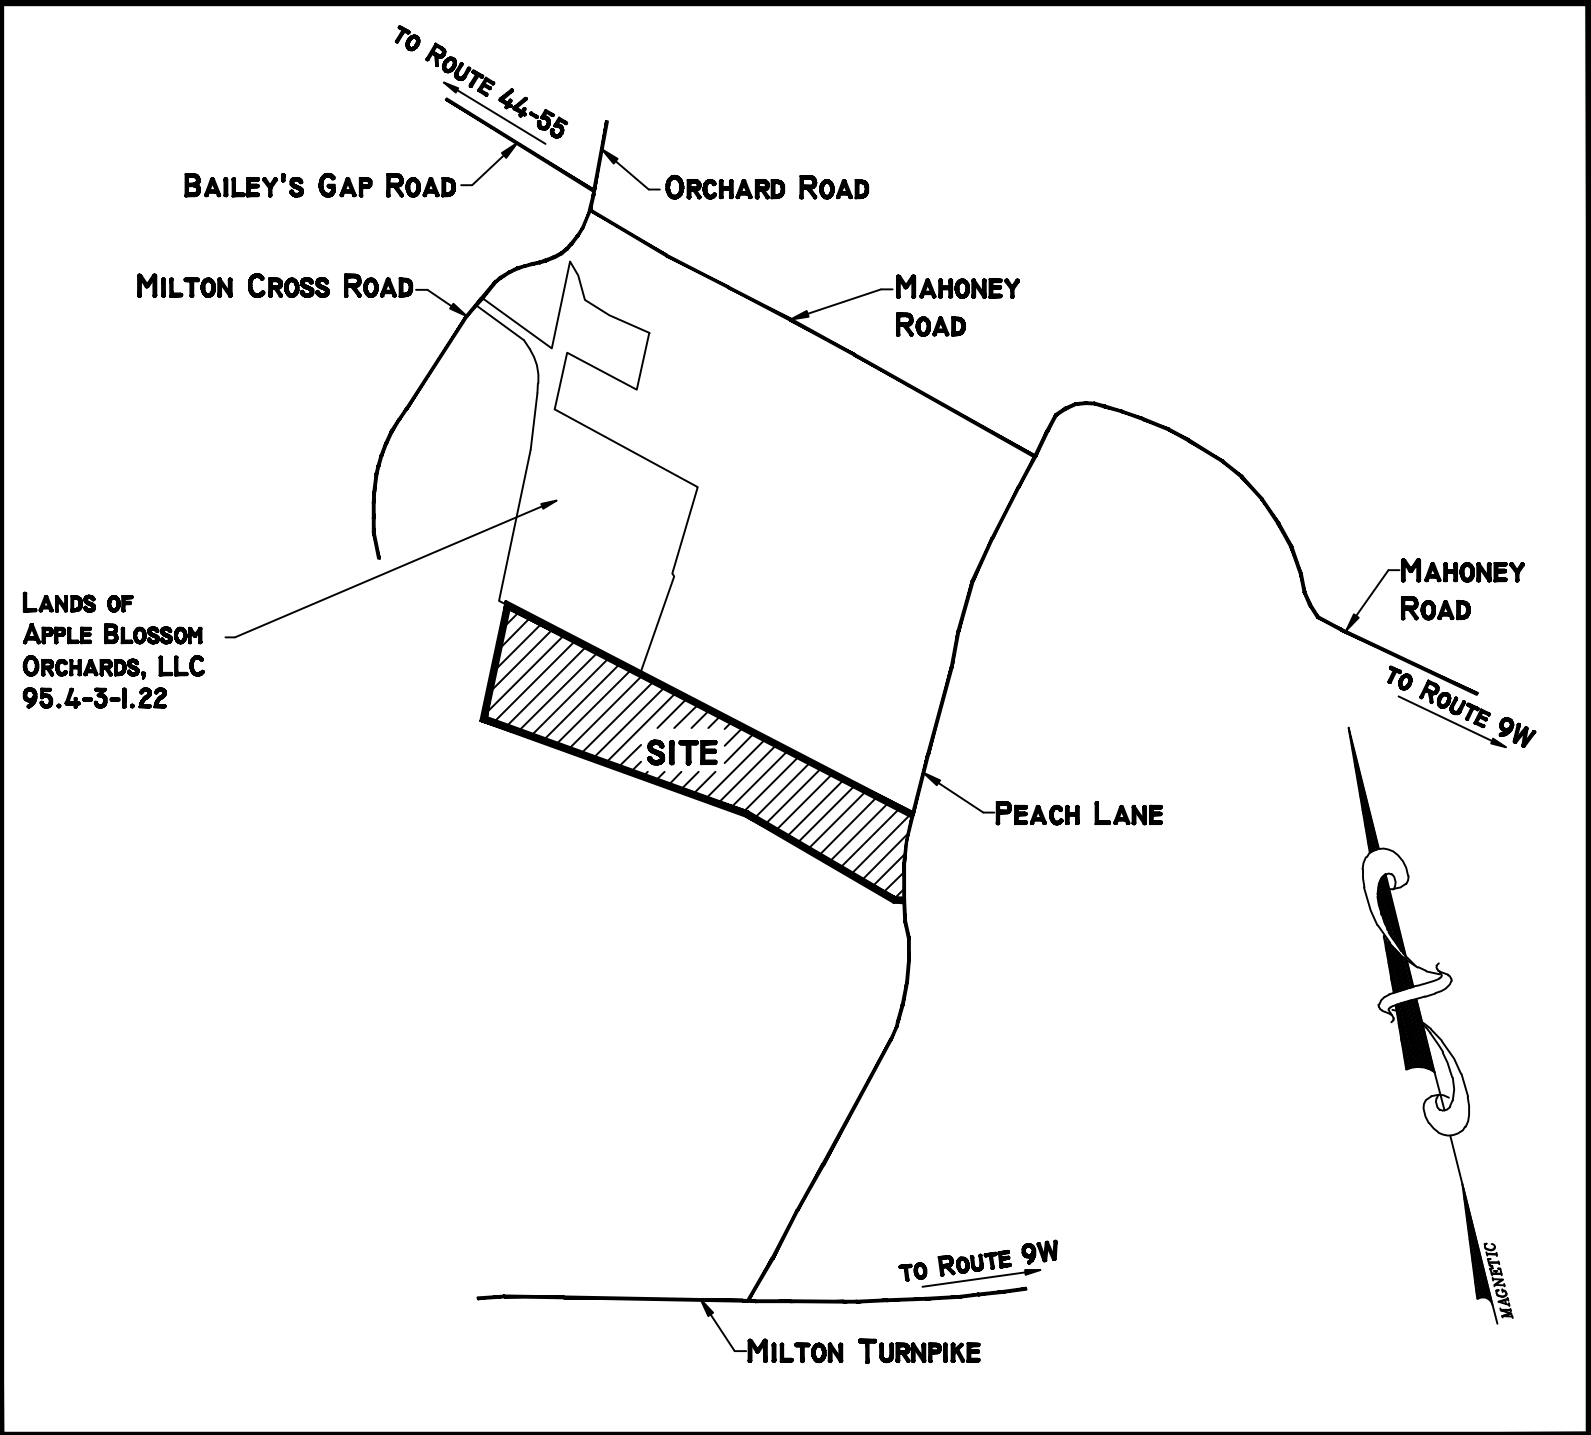 TO ROUTE 44-55
BAILEY'S GAP ROAD
ORCHARD ROAD
MILTON CROSS ROAD
MAHONEY
ROAD
MAHONEY
ROAD
LANDS OF
APPLE BLOSSOM
ORCHARDS, LLC
95.4-3-1.22
TO ROUTE 9W
SITE
PEACH LANE
MAGNETIC
TO ROUTE 9W
MILTON TURNPIKE